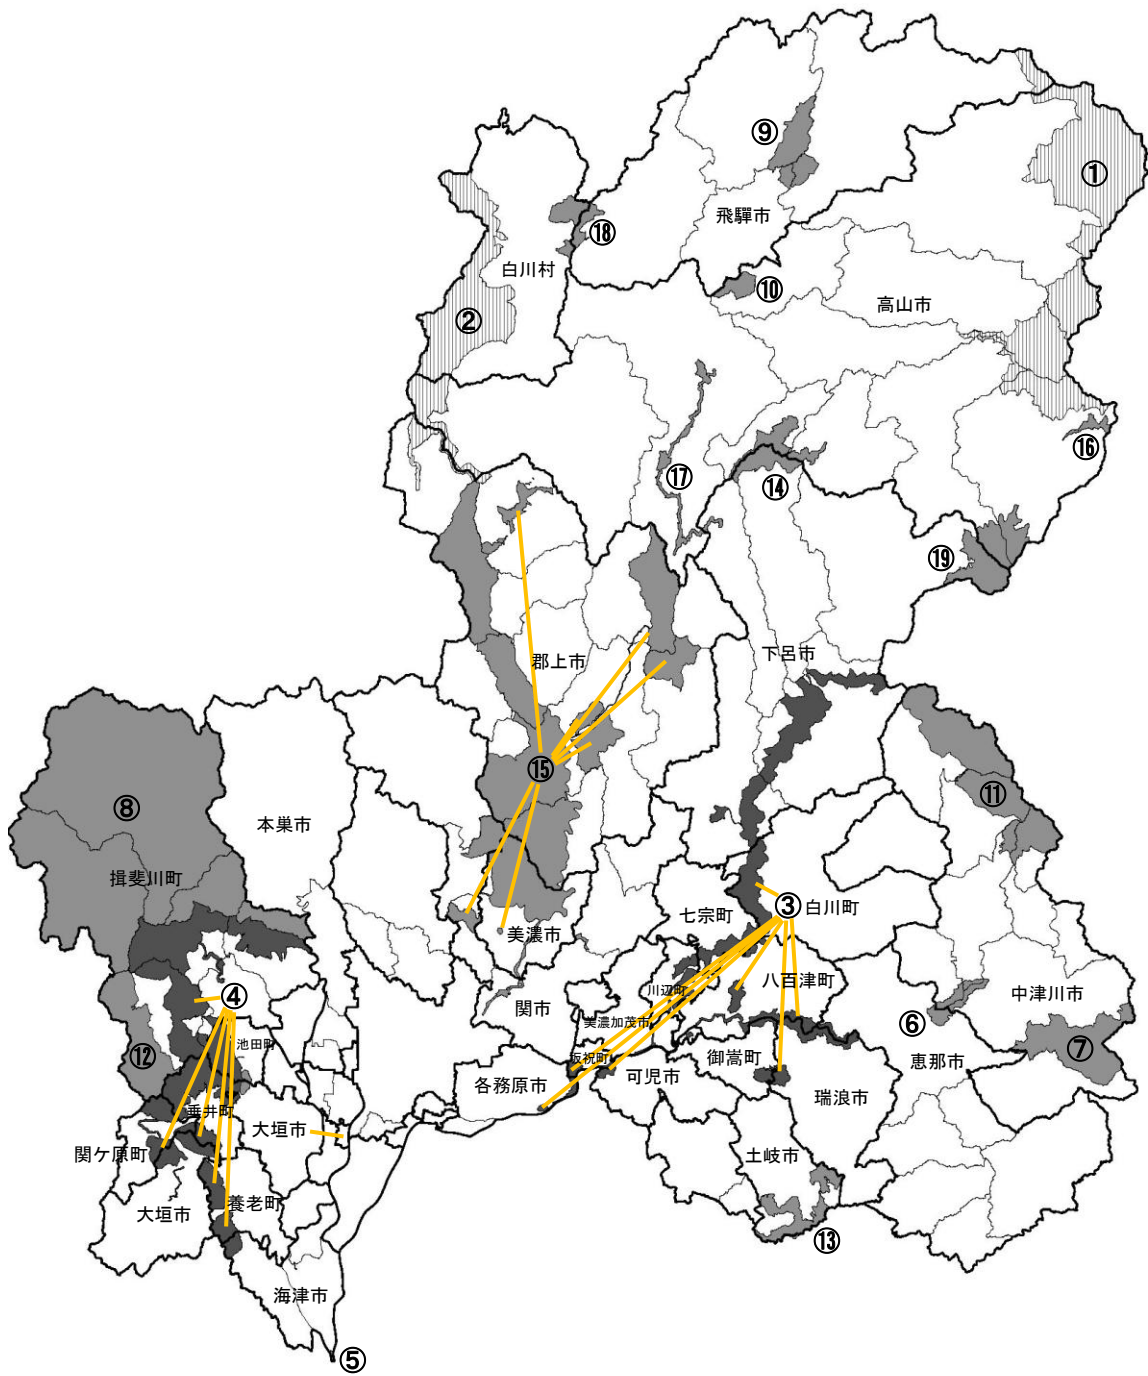 ⑨
①
飛驒市
⑱
白川村
⑩
高山市
②
⑯
⑰
⑭
⑲
郡上市
下呂市
⑮
⑧
⑪
本巣市
揖斐川町
七宗町
③
白川町
美濃市
八百津町
川辺町
④
関市
中津川市
美濃加茂市
⑥
池田町
⑦
坂祝町
御嵩町
恵那市
⑫
各務原市
可児市
瑞浪市
垂井町
大垣市
関ケ原町
土岐市
養老町
大垣市
⑬
海津市
⑤